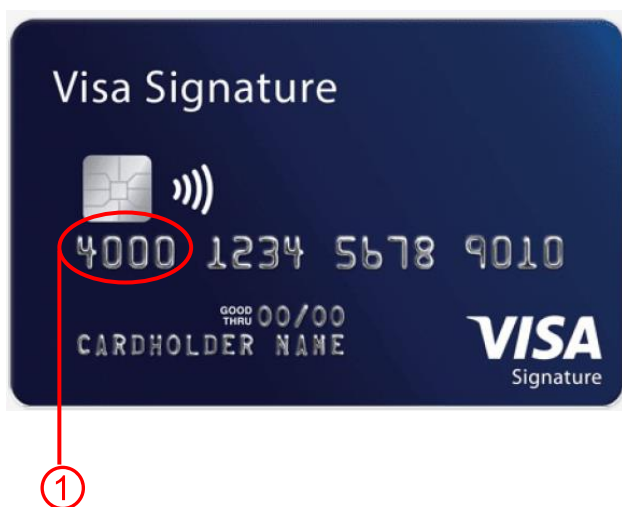 Visa Signature
4000 1234 5678 9010
GOOD
THRU 00/00
CARDHOLDER NAME
VISA
Signature
1